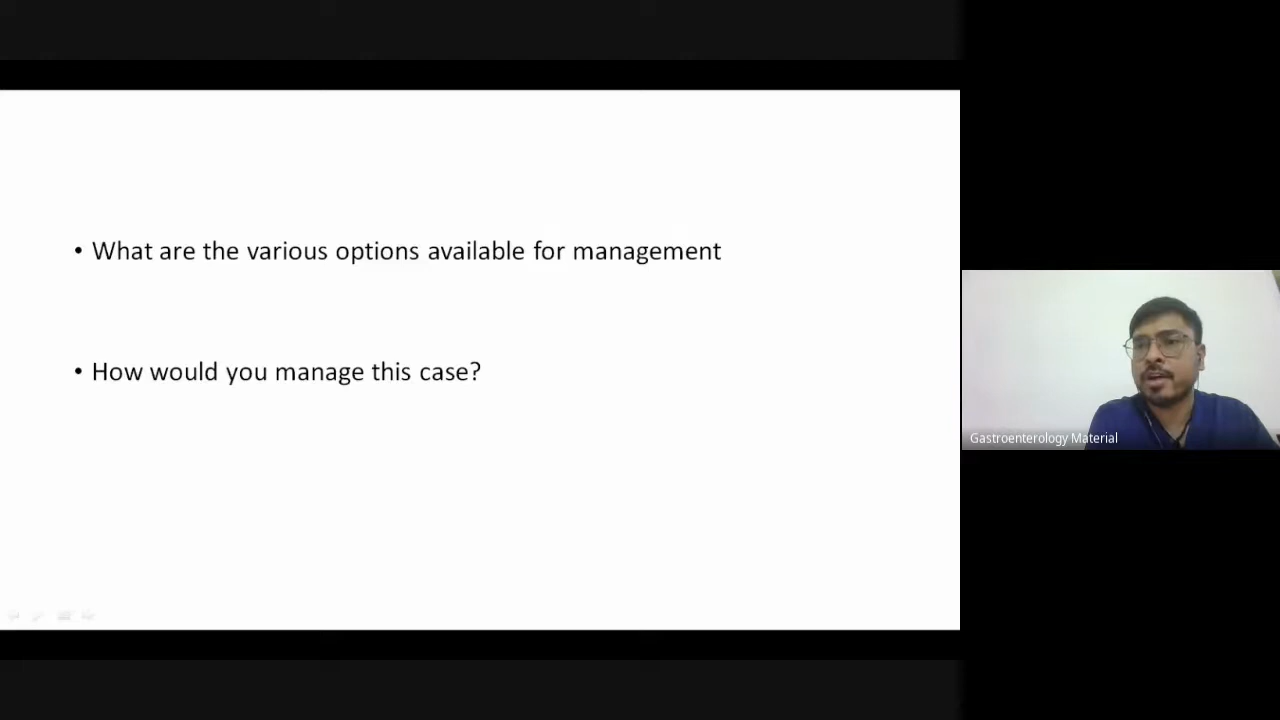 • What are the various options available for management
• How would you manage this case?
Gastroenterology Material